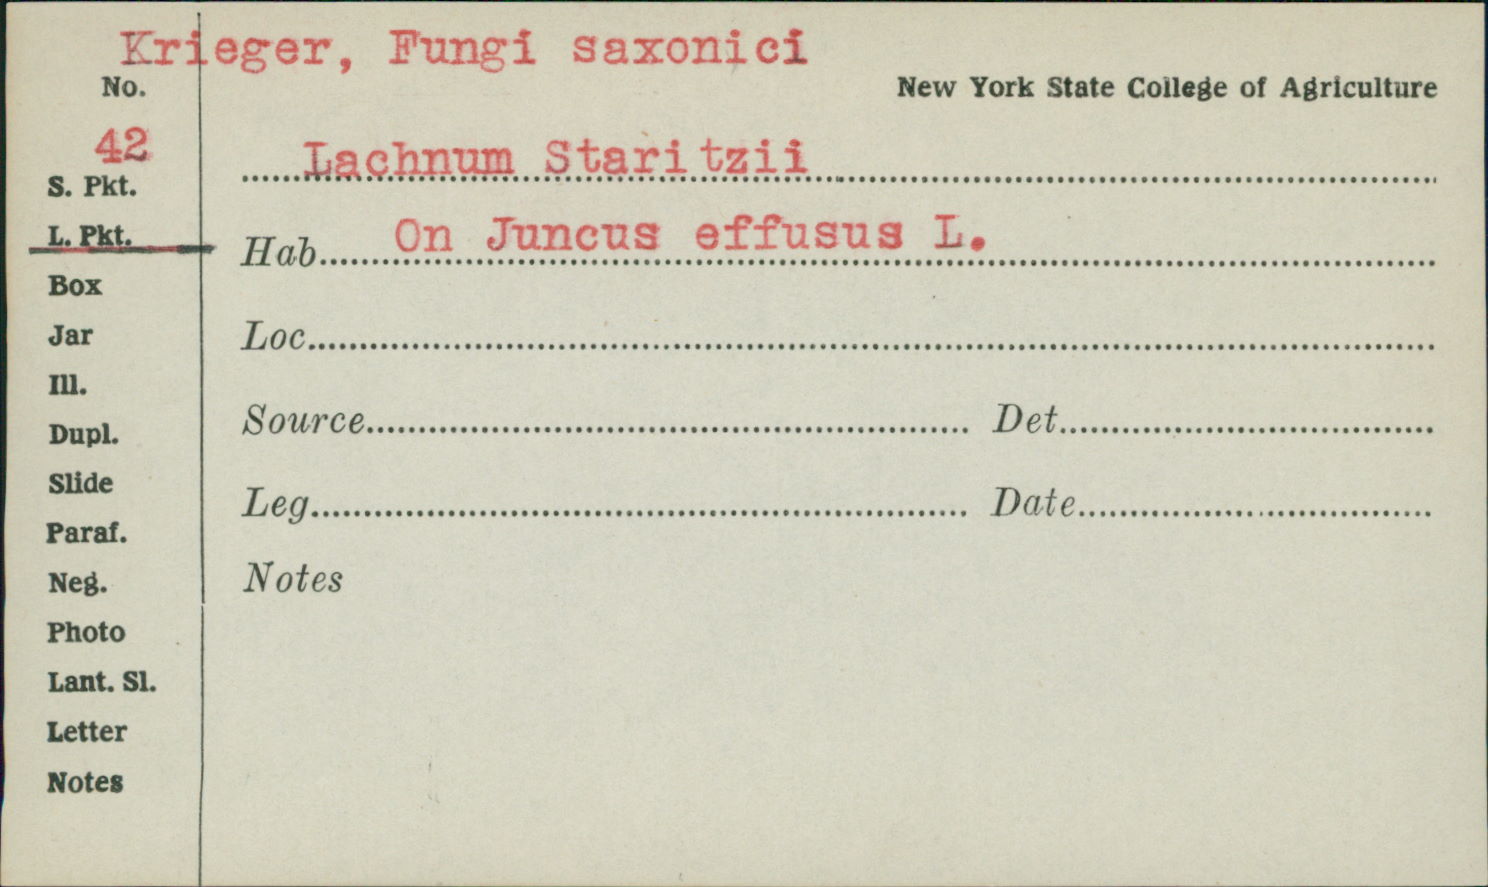 Krieger, Fungi saxonici
No.
New York State College of Agriculture
42
Lachnum Staritzii
S. Pkt.
L. Pkt.
Hab. On Juncus effusus L.
Box
Jar
Loc.
Ill.
Dupl.
Source Det.
Slide
Leg. Date
Paraf.
Neg.
Notes
Photo
Lant. Sl.
Letter
Notes